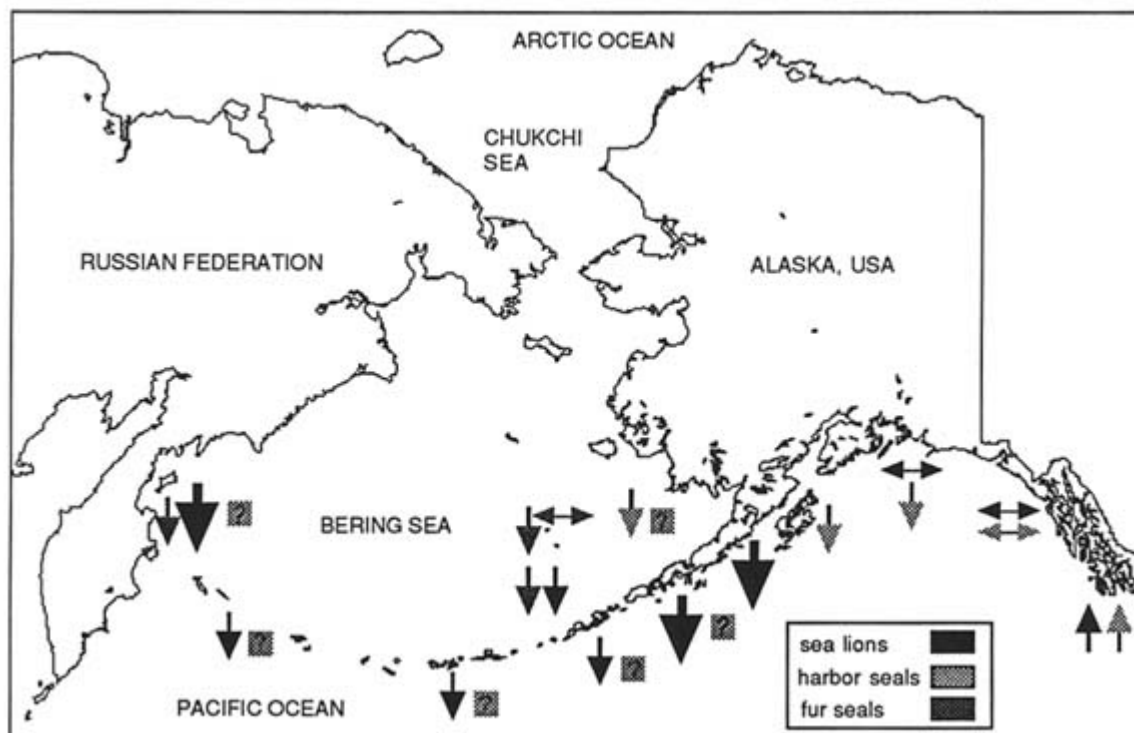 ARCTIC OCEAN
CHUKCHI
SEA
RUSSIAN FEDERATION
ALASKA, USA
BERING SEA
?
?
?
?
?
?
PACIFIC OCEAN
sea lions
harbor seals
fur seals